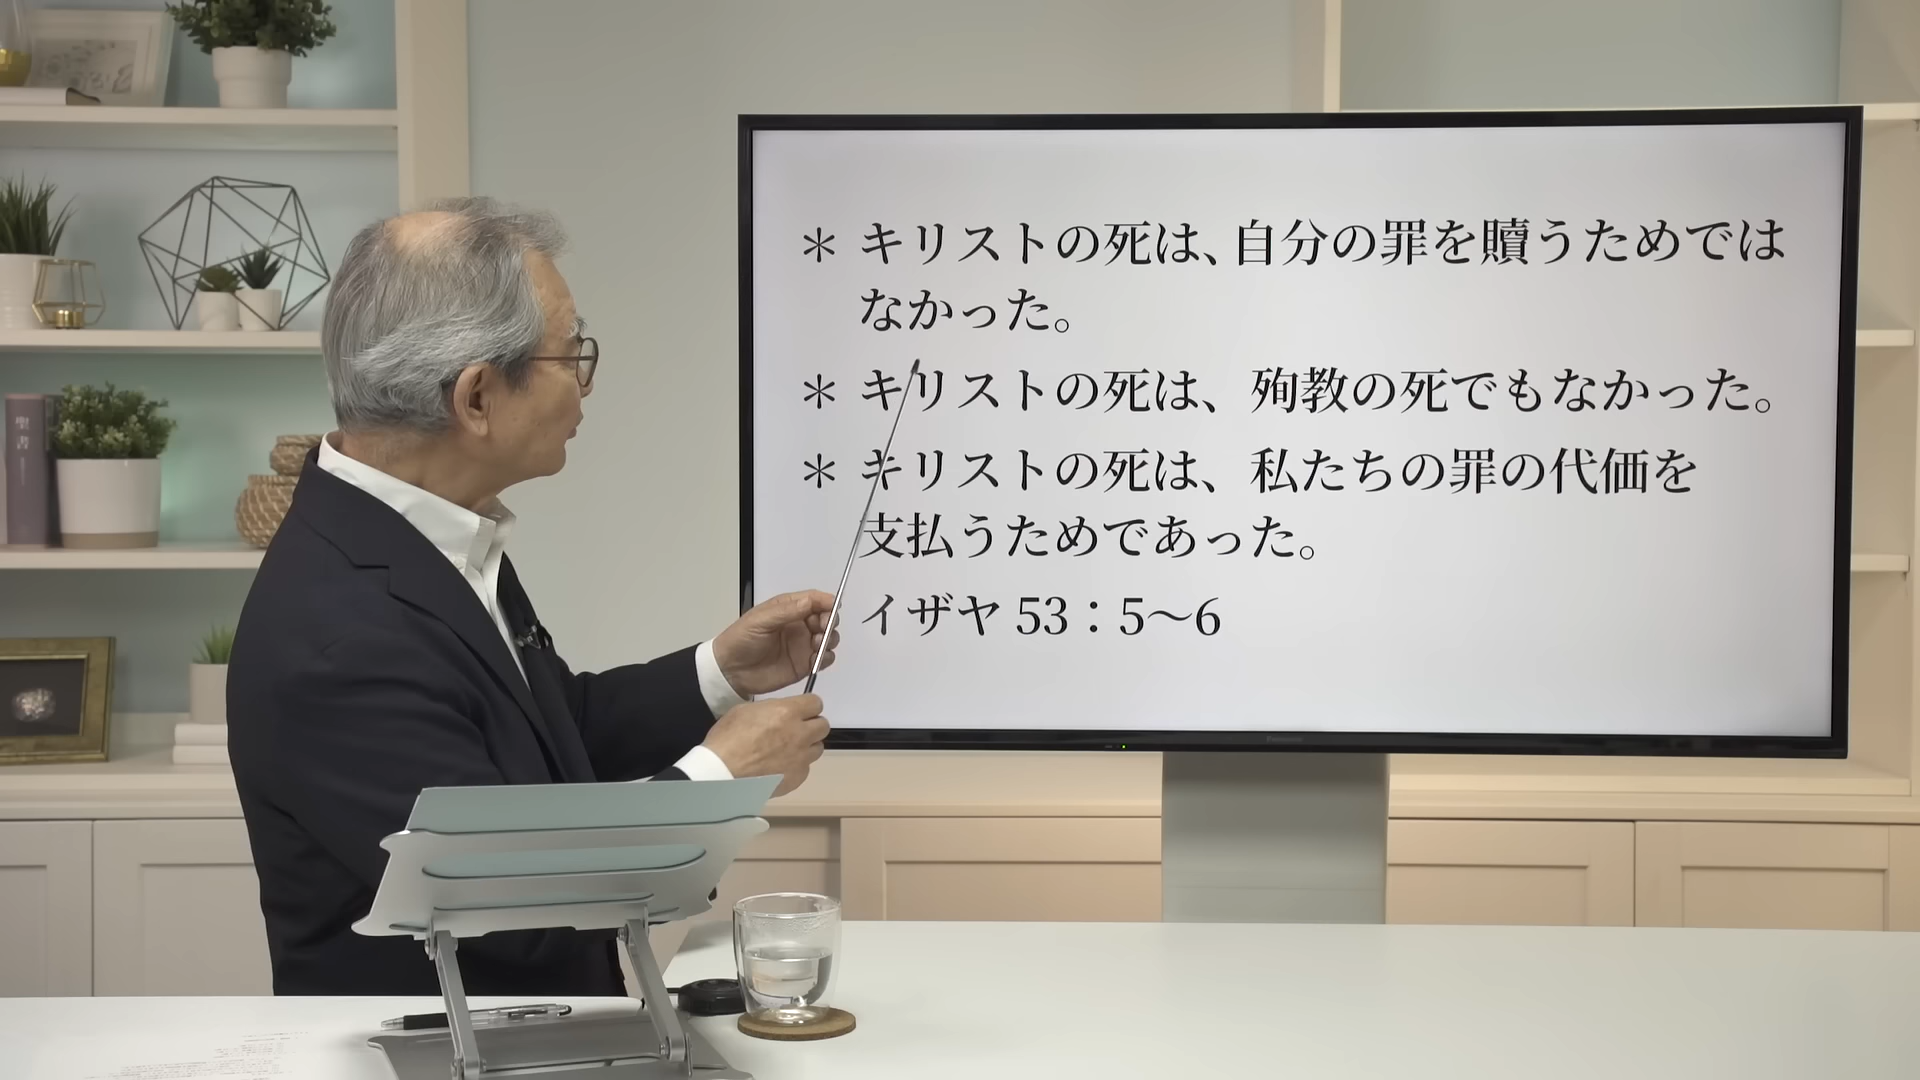 ＊ キリストの死は、自分の罪を贖うためでは
なかった。
＊ キリストの死は、殉教の死でもなかった。
＊ キリストの死は、私たちの罪の代価を
支払うためであった。
イザヤ 53：5〜6
聖書